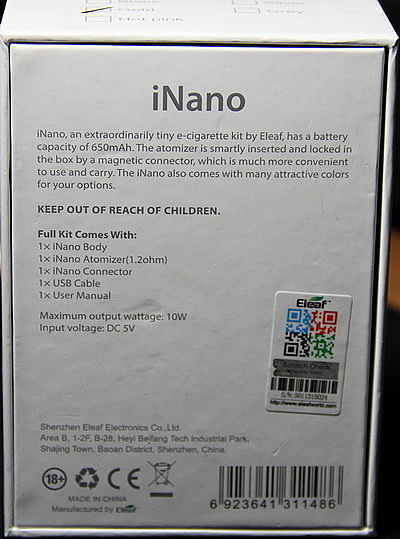 Black
Silver
Gold
Grey
Hot pink
iNano
iNano, an extraordinarily tiny e-cigarette kit by Eleaf, has a battery
capacity of 650mAh. The atomizer is smartly inserted and locked in
the box by a magnetic connector, which is much more convenient
to use and carry. The iNano also comes with many attractive colors
for your options.
KEEP OUT OF REACH OF CHILDREN.
Full Kit Comes With:
1× iNano Body
1× iNano Atomizer(1.2ohm)
1× iNano Connector
1× USB Cable
1× User Manual
Maximum output wattage: 10W
Input voltage: DC 5V
Eleaf
Scratch Check
S/N:5011315024
http://www.eleafworld.com
Shenzhen Eleaf Electronics Co.,Ltd.
Area B, 1-2F, B-28, Heyi Beifang Tech Industrial Park,
Shajing Town, Baoan District, Shenzhen, China.
18+
CE
MADE IN CHINA
Manufactured by Eleaf
6 923641 311486